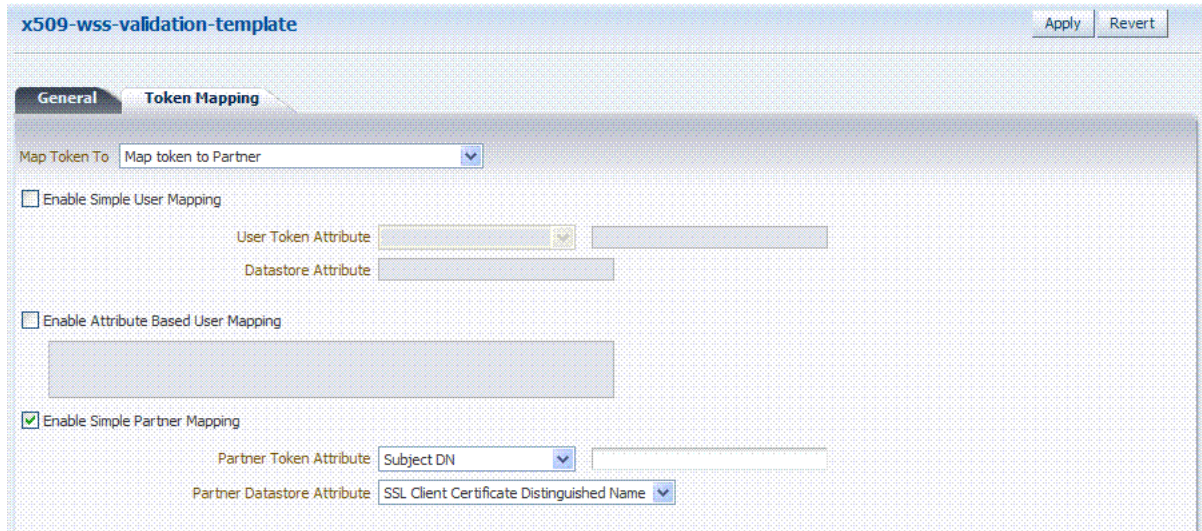 x509-wss-validation-template
Apply Revert
General Token Mapping
Map Token To Map token to Partner
Enable Simple User Mapping
User Token Attribute
Datastore Attribute
Enable Attribute Based User Mapping
Enable Simple Partner Mapping
Partner Token Attribute Subject DN
Partner Datastore Attribute SSL Client Certificate Distinguished Name